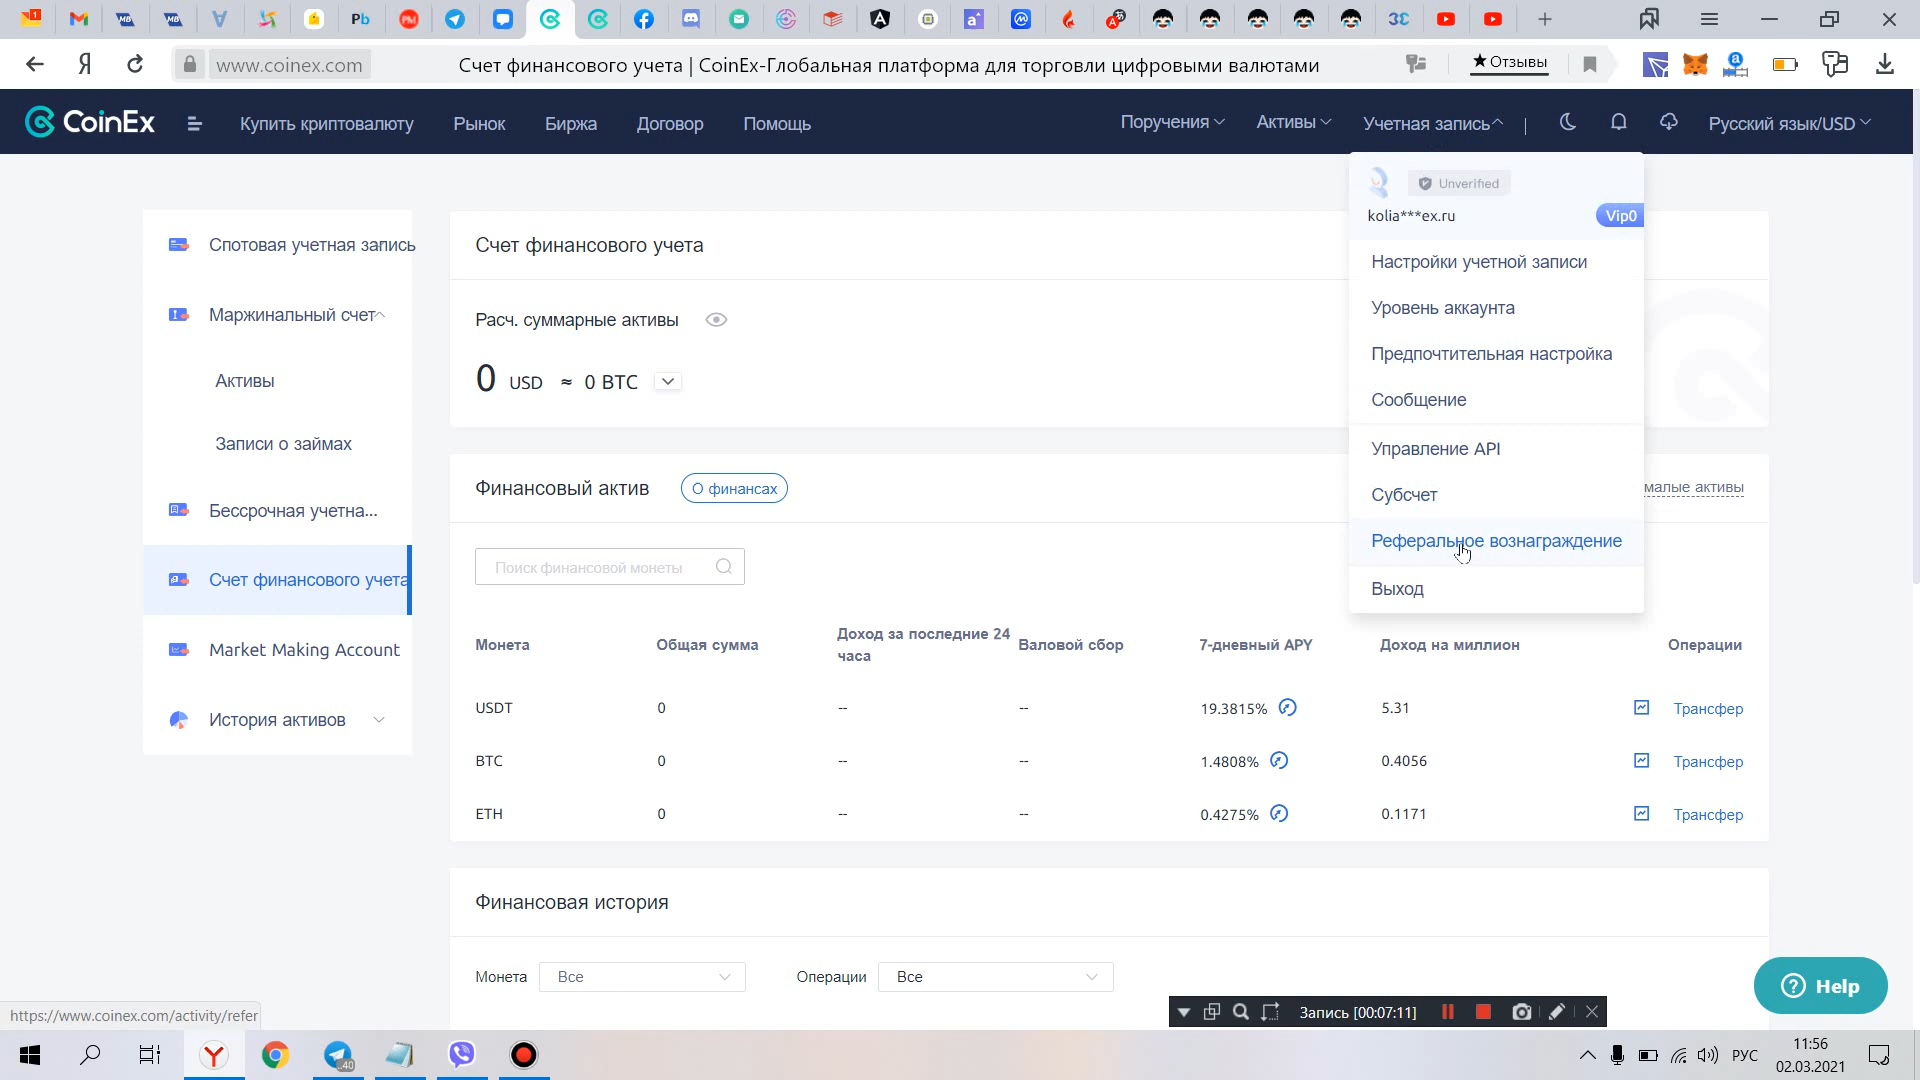 www.coinex.com
Счет финансового учета | CoinEx-Глобальная платформа для торговли цифровыми валютами
★ Отзывы
CoinEx
Купить криптовалюту
Рынок
Биржа
Договор
Помощь
Поручения
Активы
Учетная запись
Русский язык/USD
Unverified
kolia***ex.ru
Vip0
Настройки учетной записи
Уровень аккаунта
Предпочтительная настройка
Сообщение
Управление API
Субсчет
Реферальное вознаграждение
Выход
Спотовая учетная запись
Маржинальный счет
Активы
Записи о займах
Бессрочная учетна...
Счет финансового учета
Market Making Account
История активов
Счет финансового учета
Расч. суммарные активы
0 USD ≈ 0 BTC
Финансовый актив
О финансах
малые активы
Поиск финансовой монеты
Монета
Общая сумма
Доход за последние 24
часа
Валовой сбор
7-дневный APY
Доход на миллион
Операции
USDT 0 -- -- 19.3815% 5.31 Трансфер
BTC 0 -- -- 1.4808% 0.4056 Трансфер
ETH 0 -- -- 0.4275% 0.1171 Трансфер
Финансовая история
Монета Все Операции Все
Help
https://www.coinex.com/activity/refer
Запись [00:07:11]
40
РУС
11:56
02.03.2021